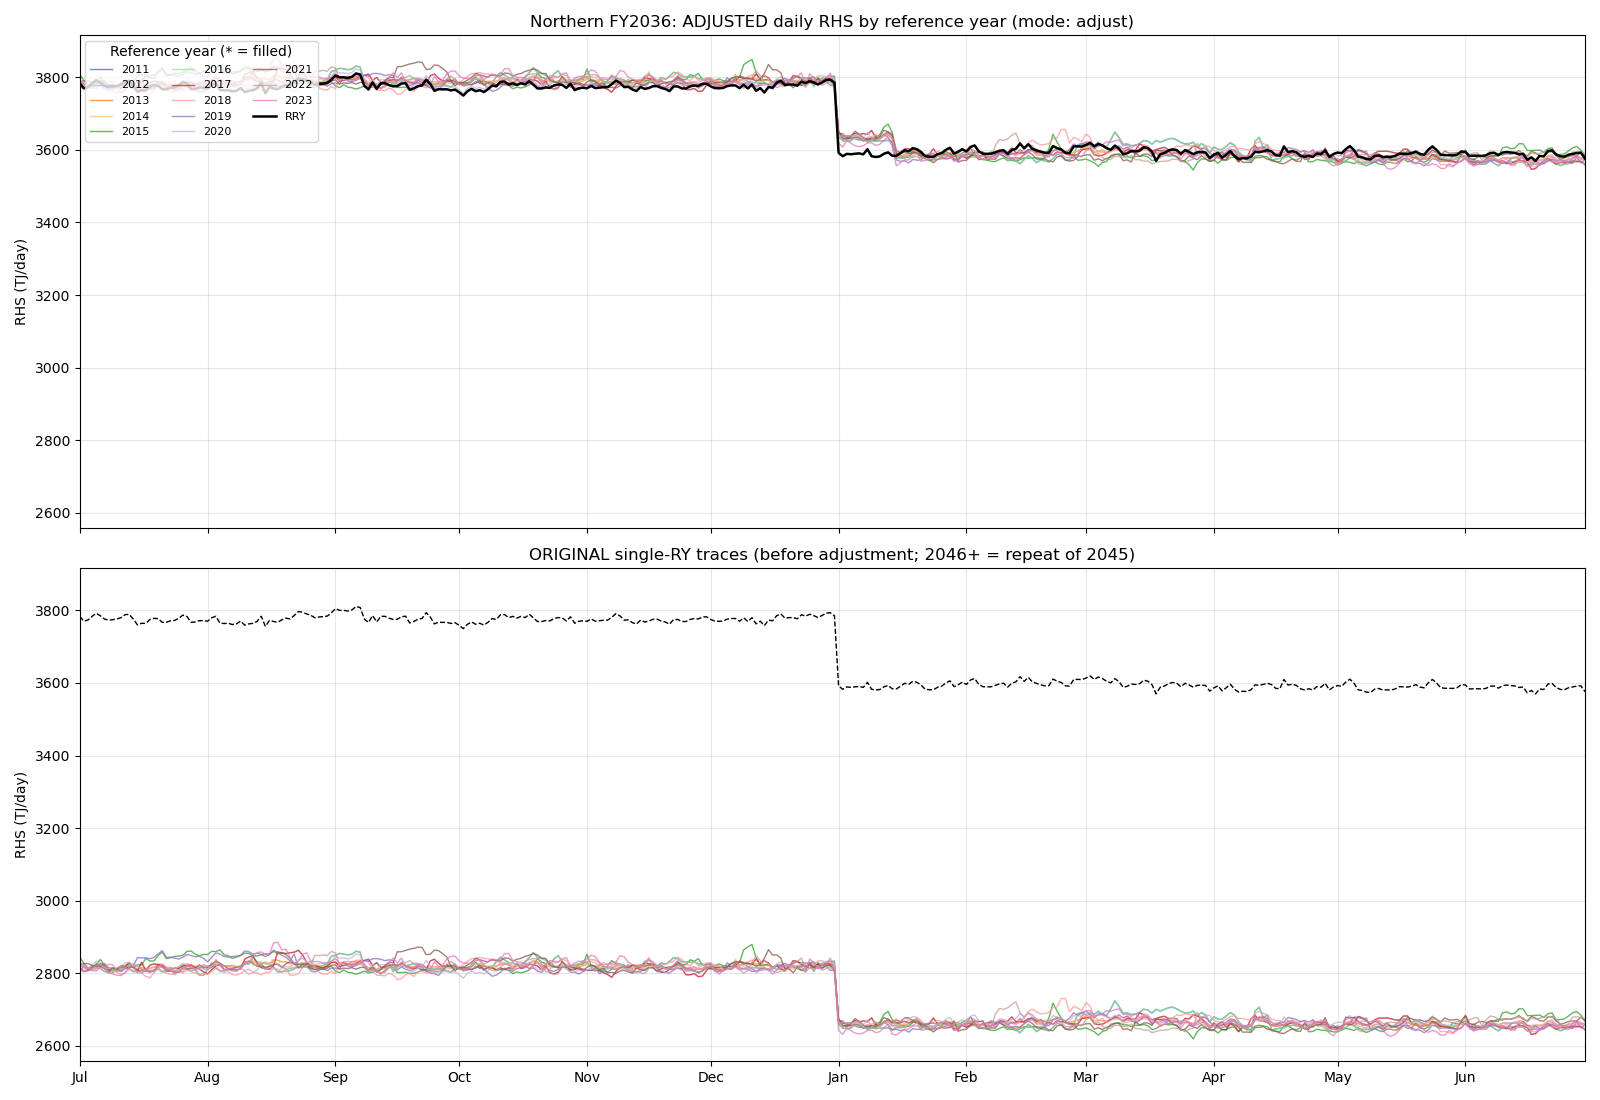 Northern FY2036: ADJUSTED daily RHS by reference year (mode: adjust)
Reference year (* = filled)
2011 2016 2021
2012 2017 2022
2013 2018 2023
2014 2019 RRY
2015 2020
RHS (TJ/day)
3800
3600
3400
3200
3000
2800
2600
ORIGINAL single-RY traces (before adjustment; 2046+ = repeat of 2045)
RHS (TJ/day)
3800
3600
3400
3200
3000
2800
2600
Jul Aug Sep Oct Nov Dec Jan Feb Mar Apr May Jun